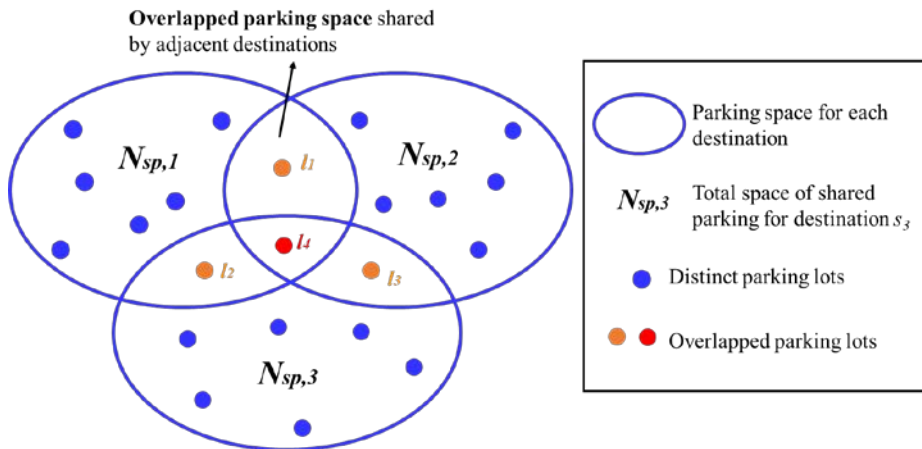 Overlapped parking space shared
by adjacent destinations
Nsp,1
l1
Nsp,2
l4
l2
l3
Nsp,3
Parking space for each
destination
Nsp,3
Total space of shared
parking for destination s3
Distinct parking lots
Overlapped parking lots